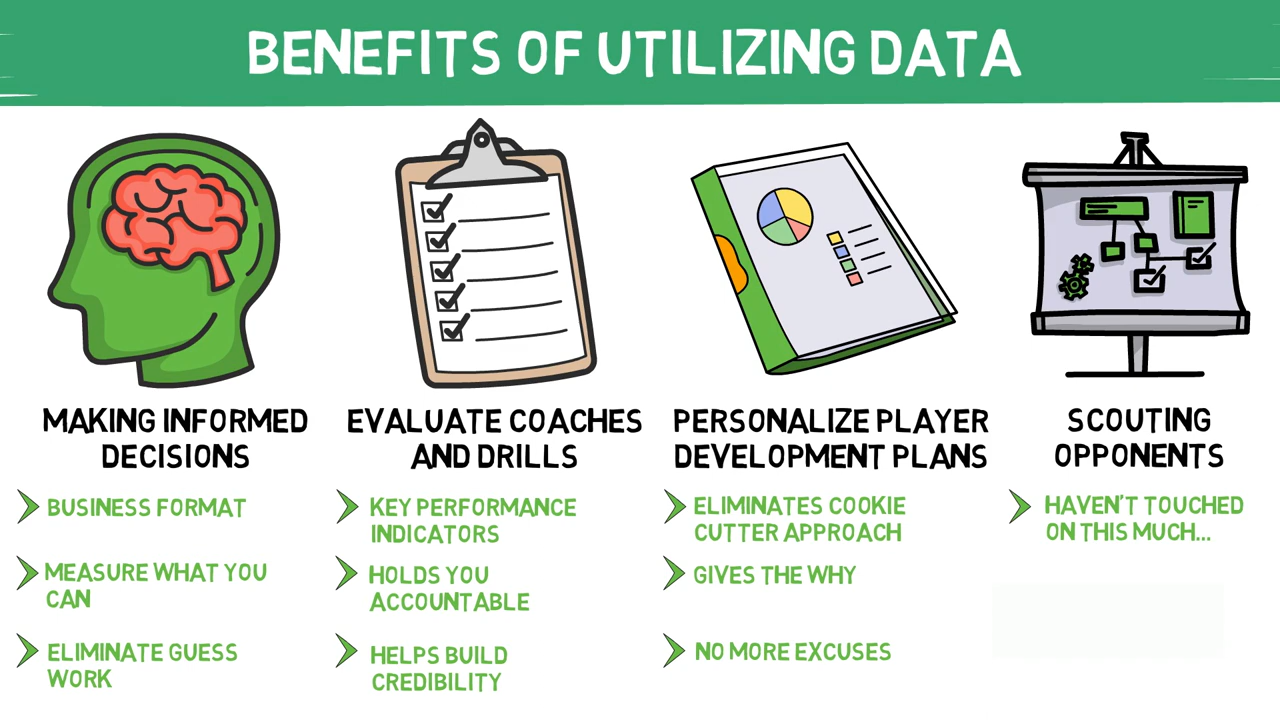 BENEFITS OF UTILIZING DATA
MAKING INFORMED
DECISIONS
BUSINESS FORMAT
MEASURE WHAT YOU
CAN
ELIMINATE GUESS
WORK
EVALUATE COACHES
AND DRILLS
KEY PERFORMANCE
INDICATORS
HOLDS YOU
ACCOUNTABLE
HELPS BUILD
CREDIBILITY
PERSONALIZE PLAYER
DEVELOPMENT PLANS
ELIMINATES COOKIE
CUTTER APPROACH
GIVES THE WHY
NO MORE EXCUSES
SCOUTING
OPPONENTS
HAVEN'T TOUCHED
ON THIS MUCH...